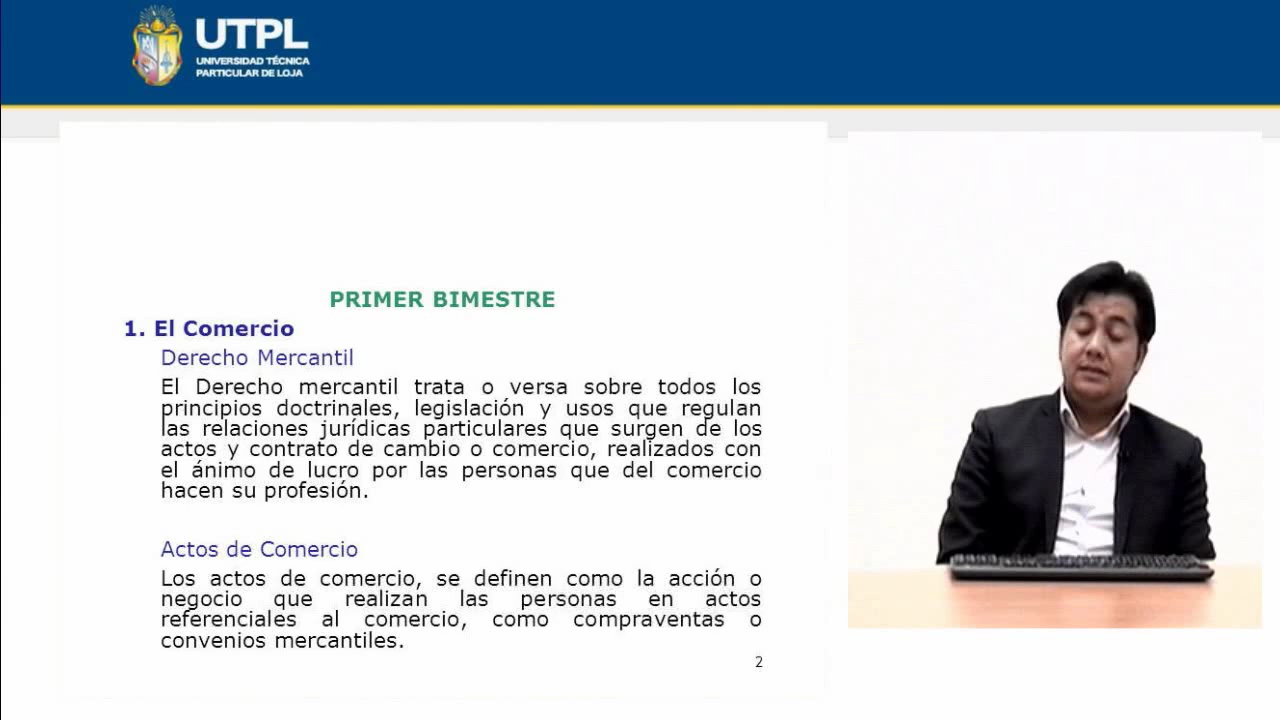 UTPL
UNIVERSIDAD TÉCNICA
PARTICULAR DE LOJA
PRIMER BIMESTRE
1. El Comercio
Derecho Mercantil
El Derecho mercantil trata o versa sobre todos los
principios doctrinales, legislación y usos que regulan
las relaciones jurídicas particulares que surgen de los
actos y contrato de cambio o comercio, realizados con
el ánimo de lucro por las personas que del comercio
hacen su profesión.
Actos de Comercio
Los actos de comercio, se definen como la acción o
negocio que realizan las personas en actos
referenciales al comercio, como compraventas o
convenios mercantiles.
2